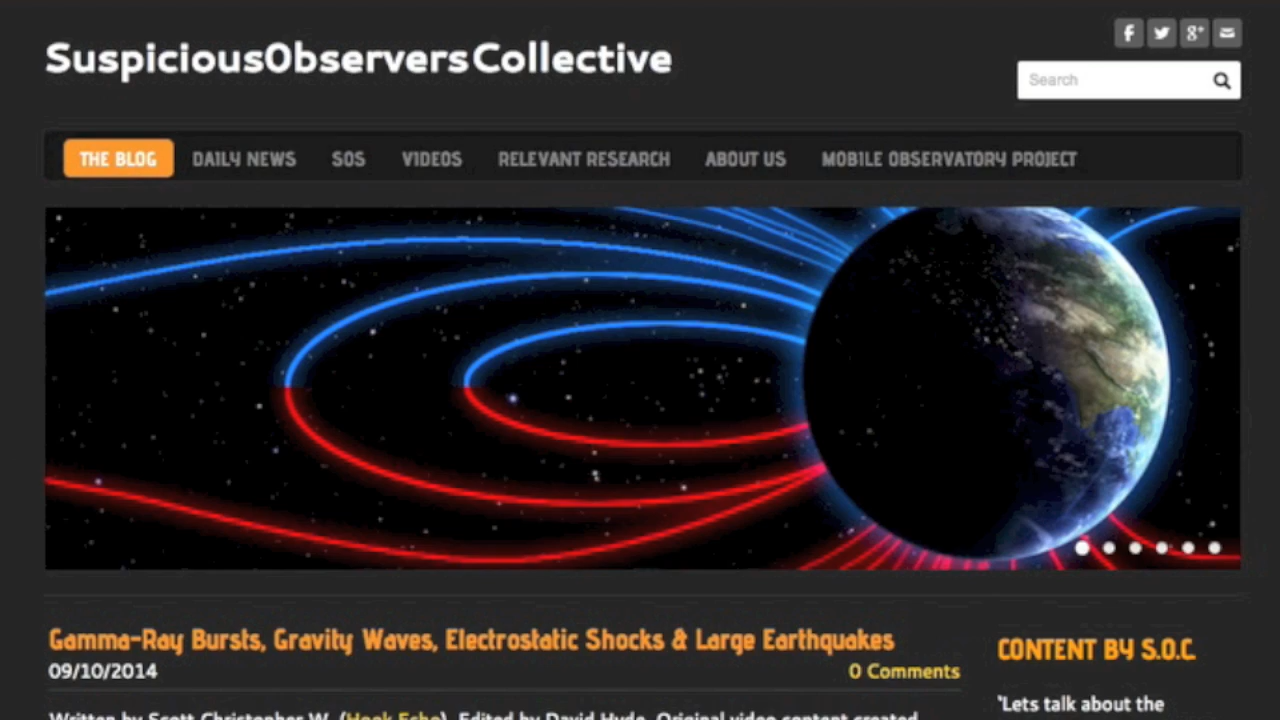 Suspicious0bserversCollective
f
g+
Search
THE BLOG DAILY NEWS SOS VIDEOS RELEVANT RESEARCH ABOUT US MOBILE OBSERVATORY PROJECT
Gamma-Ray Bursts, Gravity Waves, Electrostatic Shocks & Large Earthquakes
09/10/2014 0 Comments
Written by Scott Christopher W. (Hook Echo). Edited by David Hyde. Original video content created
CONTENT BY S.O.C.
'Lets talk about the